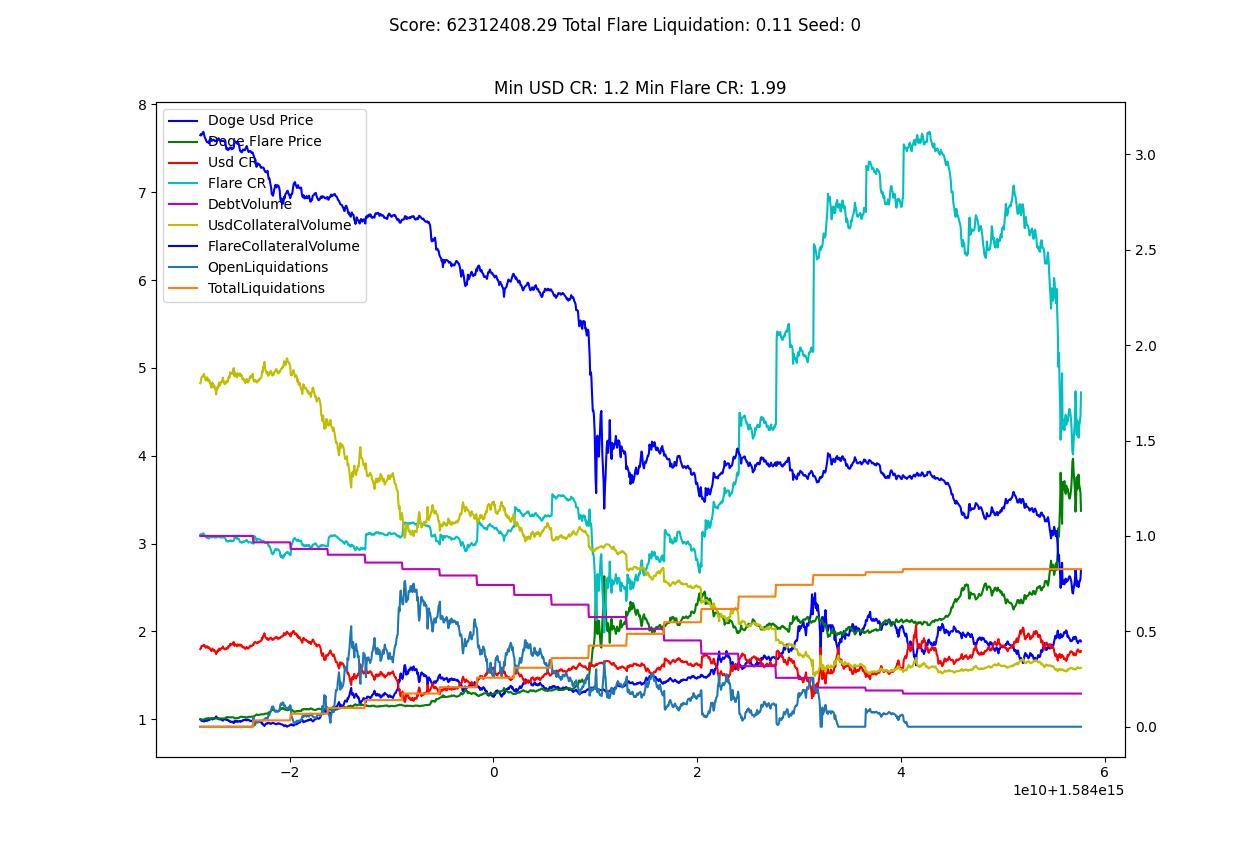 Score: 62312408.29 Total Flare Liquidation: 0.11 Seed: 0
Min USD CR: 1.2 Min Flare CR: 1.99
Doge Usd Price
Doge Flare Price
Usd CR
Flare CR
DebtVolume
UsdCollateralVolume
FlareCollateralVolume
OpenLiquidations
TotalLiquidations
8
7
6
5
4
3
2
1
3.0
2.5
2.0
1.5
1.0
0.5
0.0
−2
0
2
4
6
1e10+1.584e15